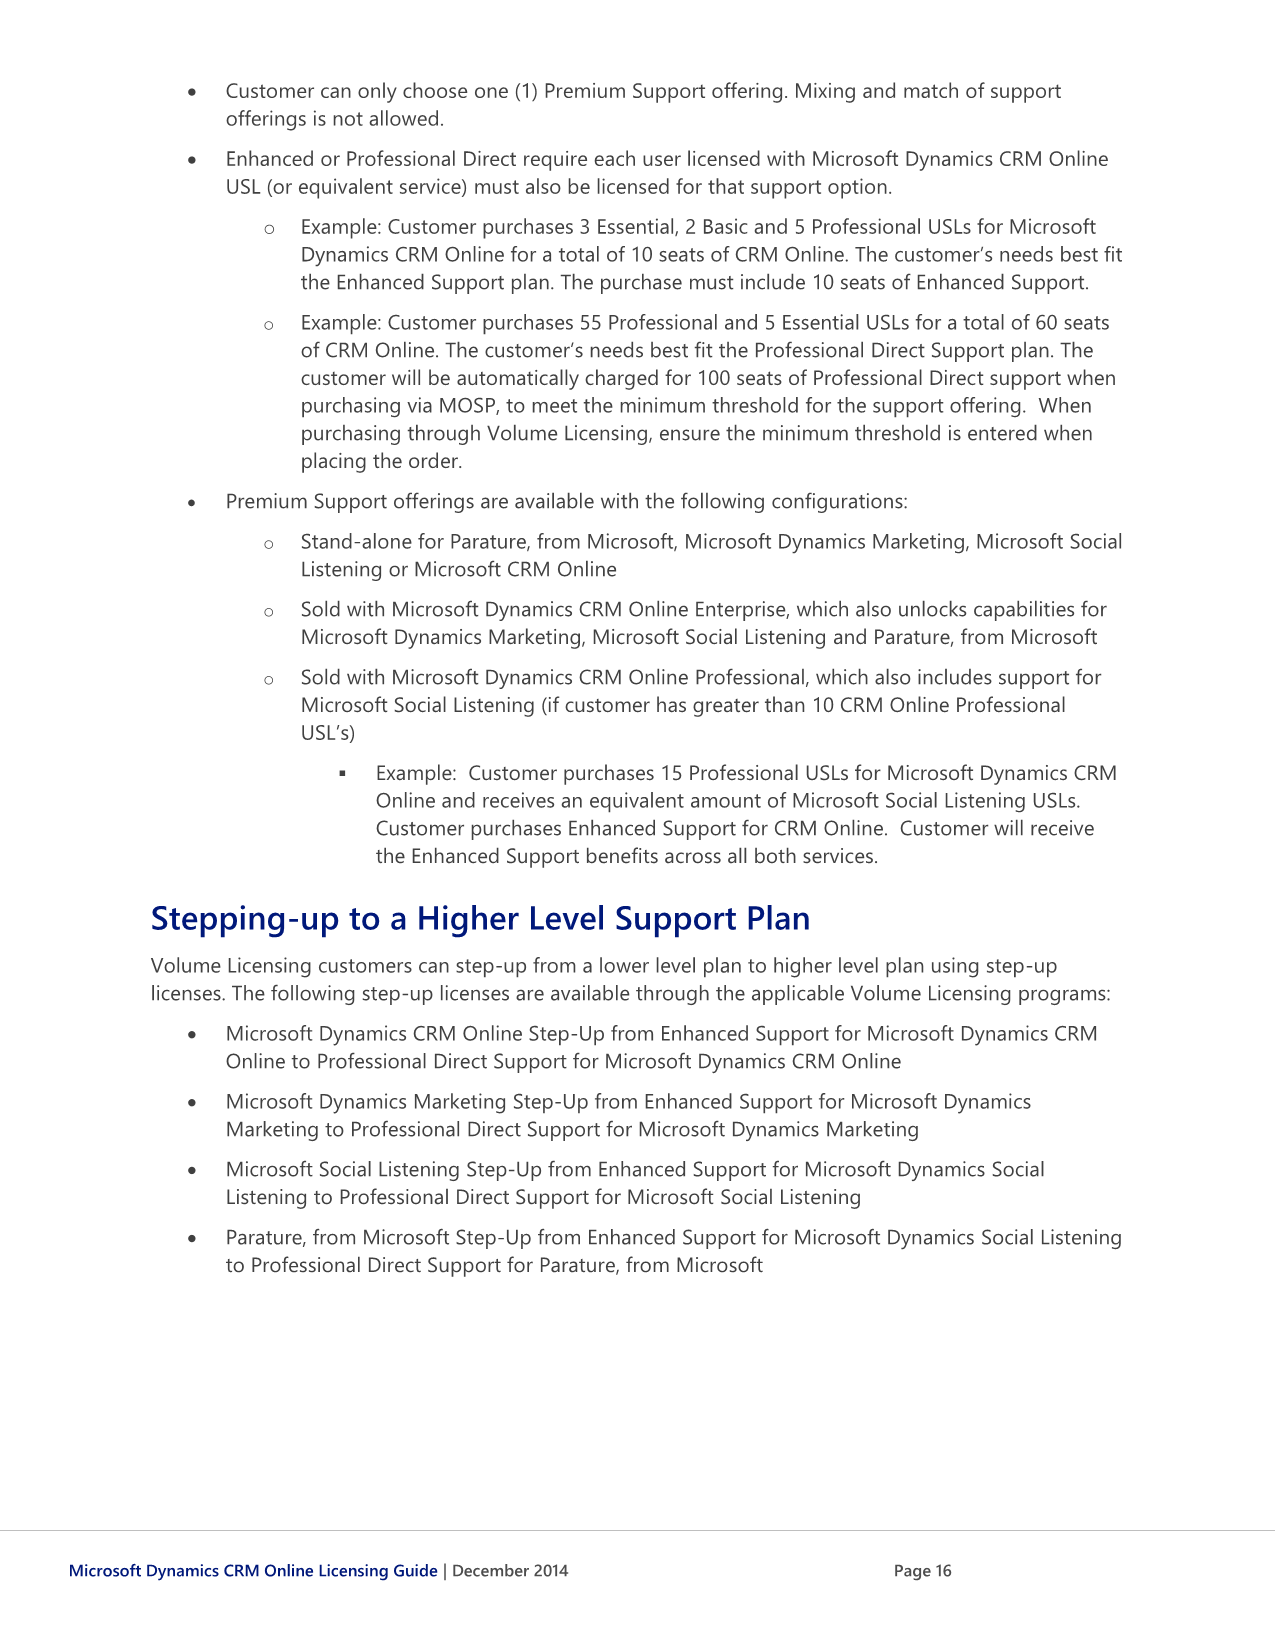 • Customer can only choose one (1) Premium Support offering. Mixing and match of support
offerings is not allowed.
• Enhanced or Professional Direct require each user licensed with Microsoft Dynamics CRM Online
USL (or equivalent service) must also be licensed for that support option.
o Example: Customer purchases 3 Essential, 2 Basic and 5 Professional USLs for Microsoft
Dynamics CRM Online for a total of 10 seats of CRM Online. The customer’s needs best fit
the Enhanced Support plan. The purchase must include 10 seats of Enhanced Support.
o Example: Customer purchases 55 Professional and 5 Essential USLs for a total of 60 seats
of CRM Online. The customer’s needs best fit the Professional Direct Support plan. The
customer will be automatically charged for 100 seats of Professional Direct support when
purchasing via MOSP, to meet the minimum threshold for the support offering.  When
purchasing through Volume Licensing, ensure the minimum threshold is entered when
placing the order.
• Premium Support offerings are available with the following configurations:
o Stand-alone for Parature, from Microsoft, Microsoft Dynamics Marketing, Microsoft Social
Listening or Microsoft CRM Online
o Sold with Microsoft Dynamics CRM Online Enterprise, which also unlocks capabilities for
Microsoft Dynamics Marketing, Microsoft Social Listening and Parature, from Microsoft
o Sold with Microsoft Dynamics CRM Online Professional, which also includes support for
Microsoft Social Listening (if customer has greater than 10 CRM Online Professional
USL’s)
▪ Example:  Customer purchases 15 Professional USLs for Microsoft Dynamics CRM
Online and receives an equivalent amount of Microsoft Social Listening USLs.
Customer purchases Enhanced Support for CRM Online.  Customer will receive
the Enhanced Support benefits across all both services.
Stepping-up to a Higher Level Support Plan
Volume Licensing customers can step-up from a lower level plan to higher level plan using step-up
licenses. The following step-up licenses are available through the applicable Volume Licensing programs:
• Microsoft Dynamics CRM Online Step-Up from Enhanced Support for Microsoft Dynamics CRM
Online to Professional Direct Support for Microsoft Dynamics CRM Online
• Microsoft Dynamics Marketing Step-Up from Enhanced Support for Microsoft Dynamics
Marketing to Professional Direct Support for Microsoft Dynamics Marketing
• Microsoft Social Listening Step-Up from Enhanced Support for Microsoft Dynamics Social
Listening to Professional Direct Support for Microsoft Social Listening
• Parature, from Microsoft Step-Up from Enhanced Support for Microsoft Dynamics Social Listening
to Professional Direct Support for Parature, from Microsoft
Microsoft Dynamics CRM Online Licensing Guide | December 2014 Page 16